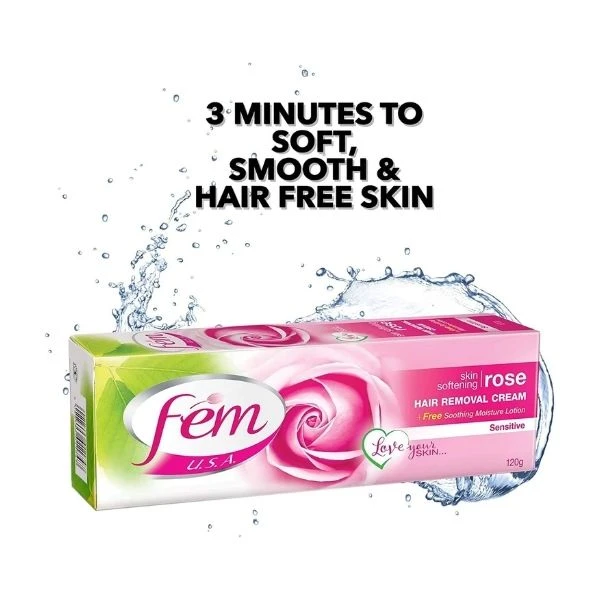 3 MINUTES TO
SOFT,
SMOOTH &
HAIR FREE SKIN
fem
U.S.A.
skin
softening
rose
HAIR REMOVAL CREAM
+ Free Soothing Moisture Lotion
Sensitive
Love your
SKIN...
120g